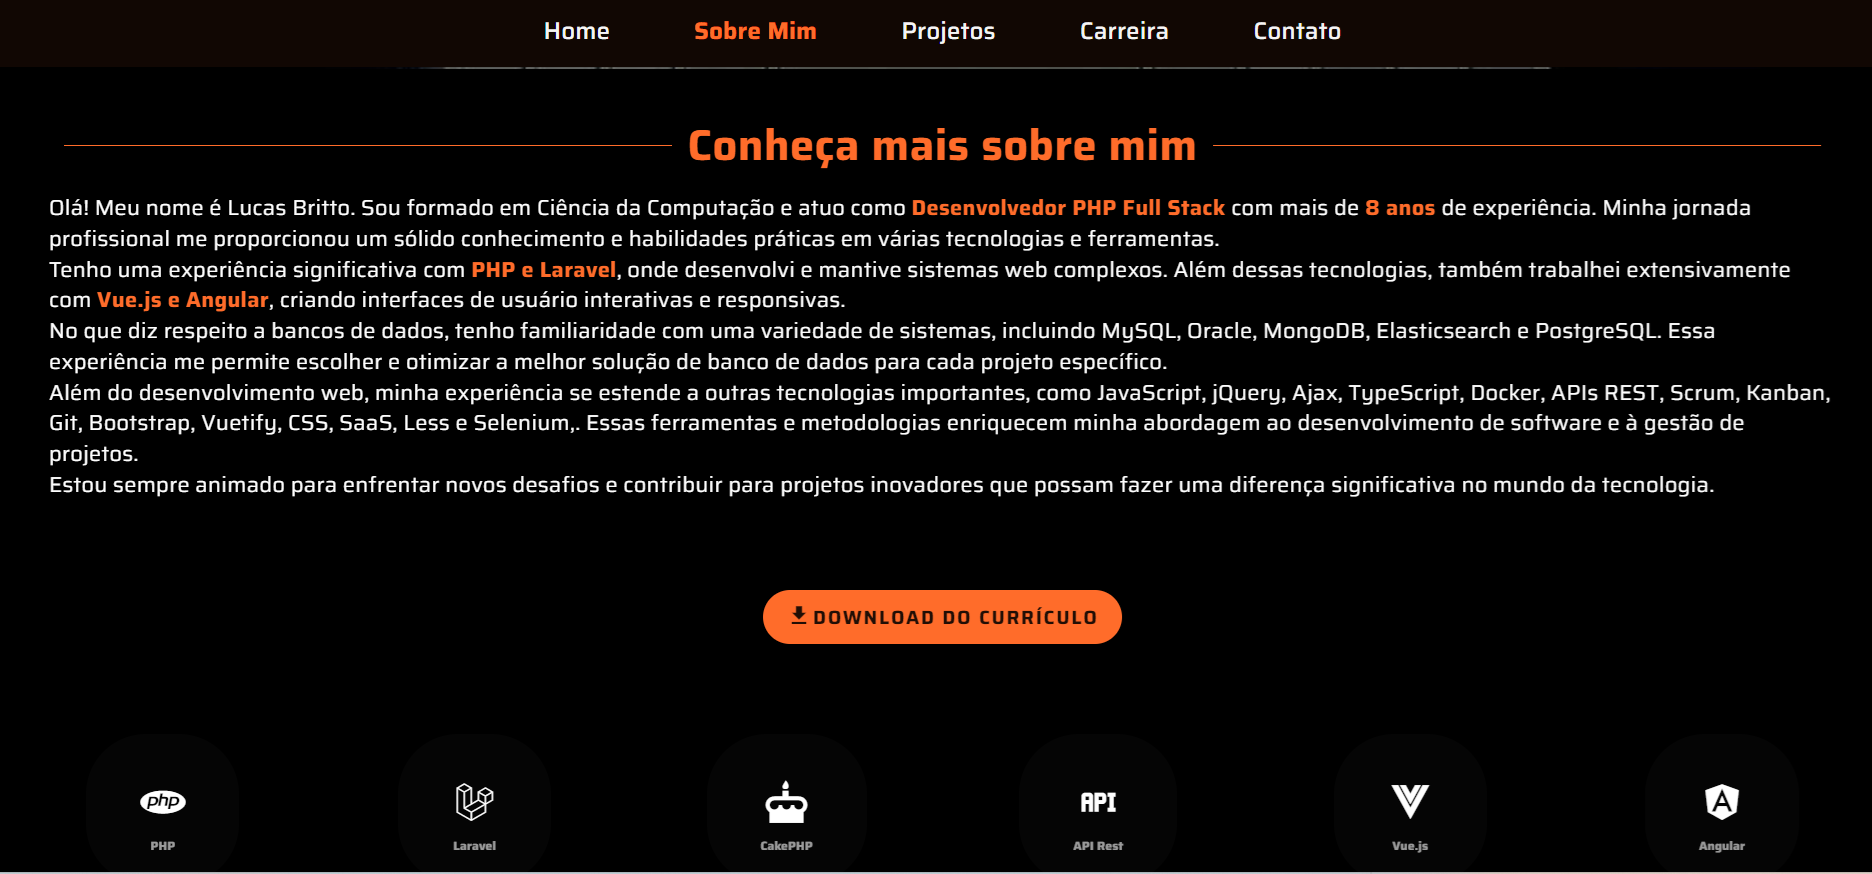 Home Sobre Mim Projetos Carreira Contato
Conheça mais sobre mim
Olá! Meu nome é Lucas Britto. Sou formado em Ciência da Computação e atuo como Desenvolvedor PHP Full Stack com mais de 8 anos de experiência. Minha jornada
profissional me proporcionou um sólido conhecimento e habilidades práticas em várias tecnologias e ferramentas.
Tenho uma experiência significativa com PHP e Laravel, onde desenvolvi e mantive sistemas web complexos. Além dessas tecnologias, também trabalhei extensivamente
com Vue.js e Angular, criando interfaces de usuário interativas e responsivas.
No que diz respeito a bancos de dados, tenho familiaridade com uma variedade de sistemas, incluindo MySQL, Oracle, MongoDB, Elasticsearch e PostgreSQL. Essa
experiência me permite escolher e otimizar a melhor solução de banco de dados para cada projeto específico.
Além do desenvolvimento web, minha experiência se estende a outras tecnologias importantes, como JavaScript, jQuery, Ajax, TypeScript, Docker, APIs REST, Scrum, Kanban,
Git, Bootstrap, Vuetify, CSS, SaaS, Less e Selenium,. Essas ferramentas e metodologias enriquecem minha abordagem ao desenvolvimento de software e à gestão de
projetos.
Estou sempre animado para enfrentar novos desafios e contribuir para projetos inovadores que possam fazer uma diferença significativa no mundo da tecnologia.
DOWNLOAD DO CURRÍCULO
php API A
PHP Laravel CakePHP API Rest Vue.js Angular